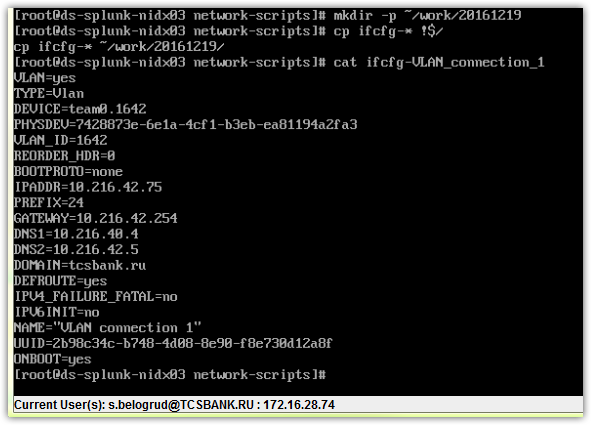 [root@ds-splunk-nidx03 network-scripts]# mkdir -p ~/work/20161219
[root@ds-splunk-nidx03 network-scripts]# cp ifcfg-* !$/
cp ifcfg-* ~/work/20161219/
[root@ds-splunk-nidx03 network-scripts]# cat ifcfg-VLAN_connection_1
VLAN=yes
TYPE=Vlan
DEVICE=team0.1642
PHYSDEV=7428873e-6e1a-4cf1-b3eb-ea81194a2fa3
VLAN_ID=1642
REORDER_HDR=0
BOOTPROTO=none
IPADDR=10.216.42.75
PREFIX=24
GATEWAY=10.216.42.254
DNS1=10.216.40.4
DNS2=10.216.42.5
DOMAIN=tcsbank.ru
DEFROUTE=yes
IPV4_FAILURE_FATAL=no
IPV6INIT=no
NAME="VLAN connection 1"
UUID=2b98c34c-b748-4d08-8e90-f8e730d12a8f
ONBOOT=yes
[root@ds-splunk-nidx03 network-scripts]#
Current User(s): s.belogrud@TCSBANK.RU : 172.16.28.74